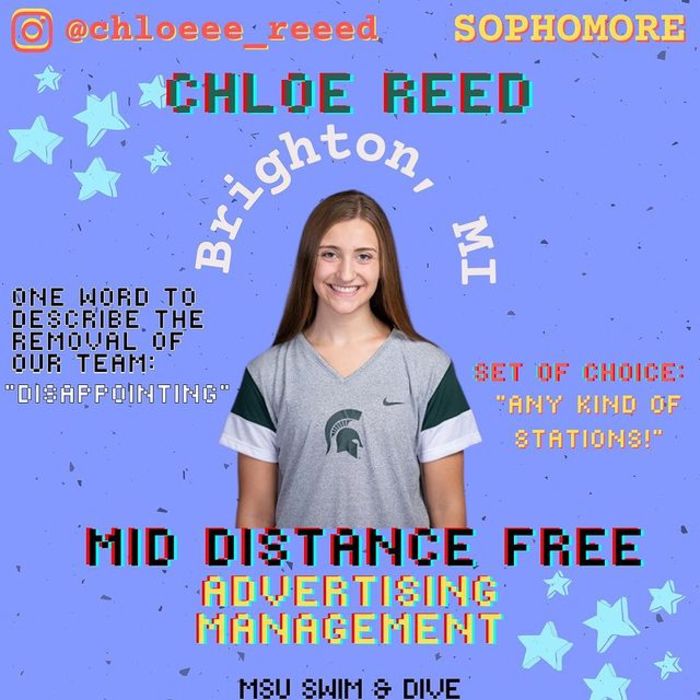 @chloeee_reeed
SOPHOMORE
CHLOE REED
Brighton, MI
ONE WORD TO
DESCRIBE THE
REMOVAL OF
OUR TEAM:
"DISAPPOINTING"
SET OF CHOICE:
"ANY KIND OF
STATIONS!"
MID DISTANCE FREE
ADVERTISING
MANAGEMENT
MSU SWIM & DIVE